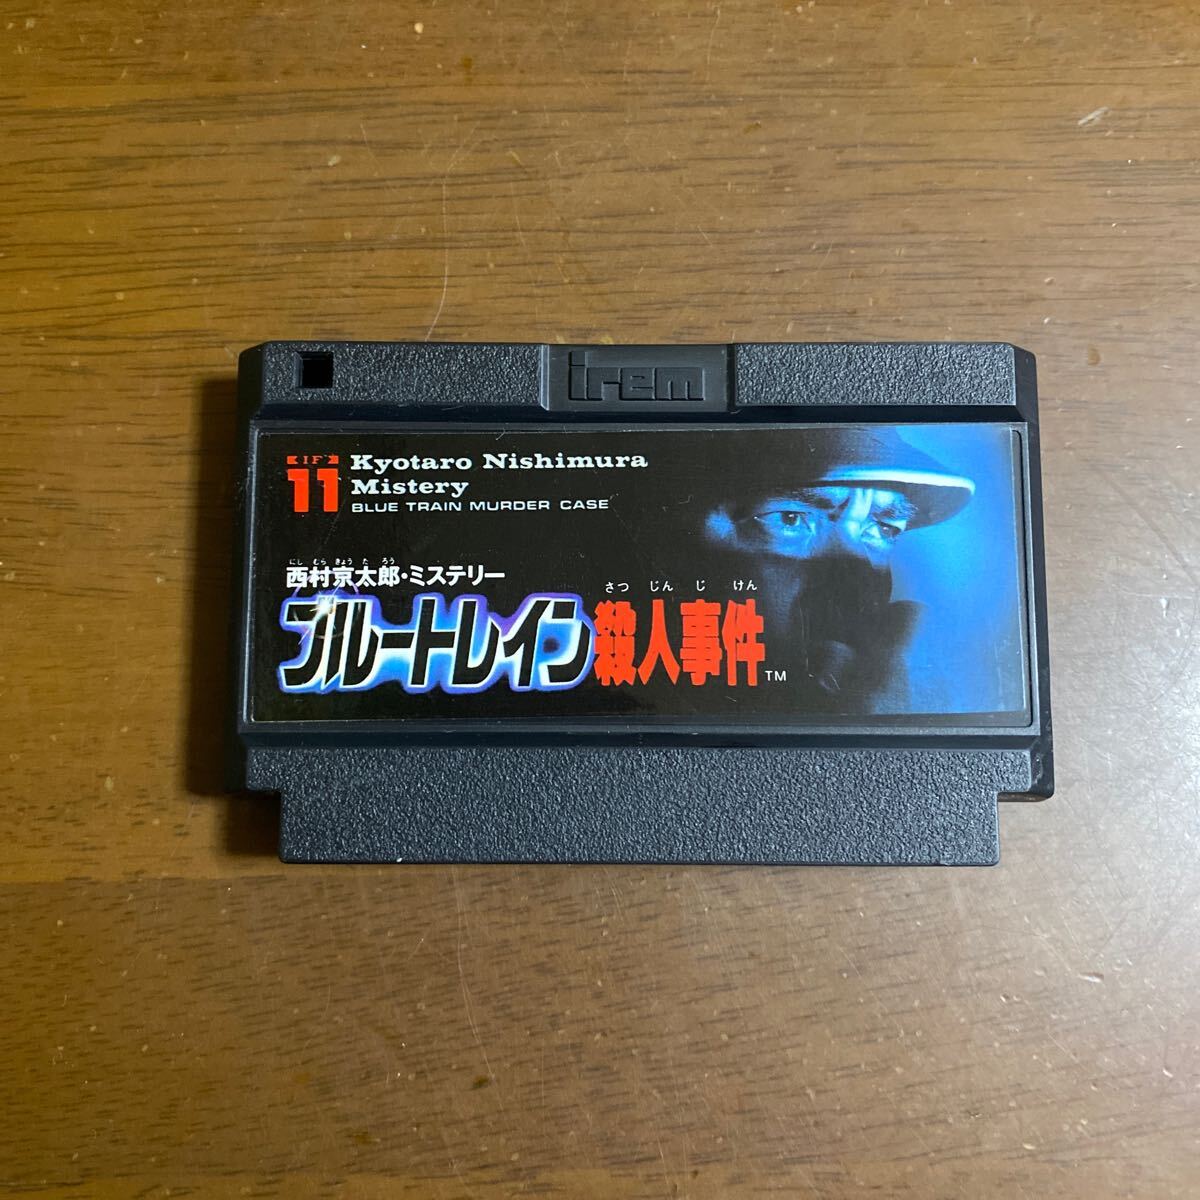 irem
IF
11
Kyotaro Nishimura
Mistery
BLUE TRAIN MURDER CASE
にし むら きょう た ろう
西村京太郎・ミステリー
さつ じん じ けん
ブルートレイン殺人事件 TM